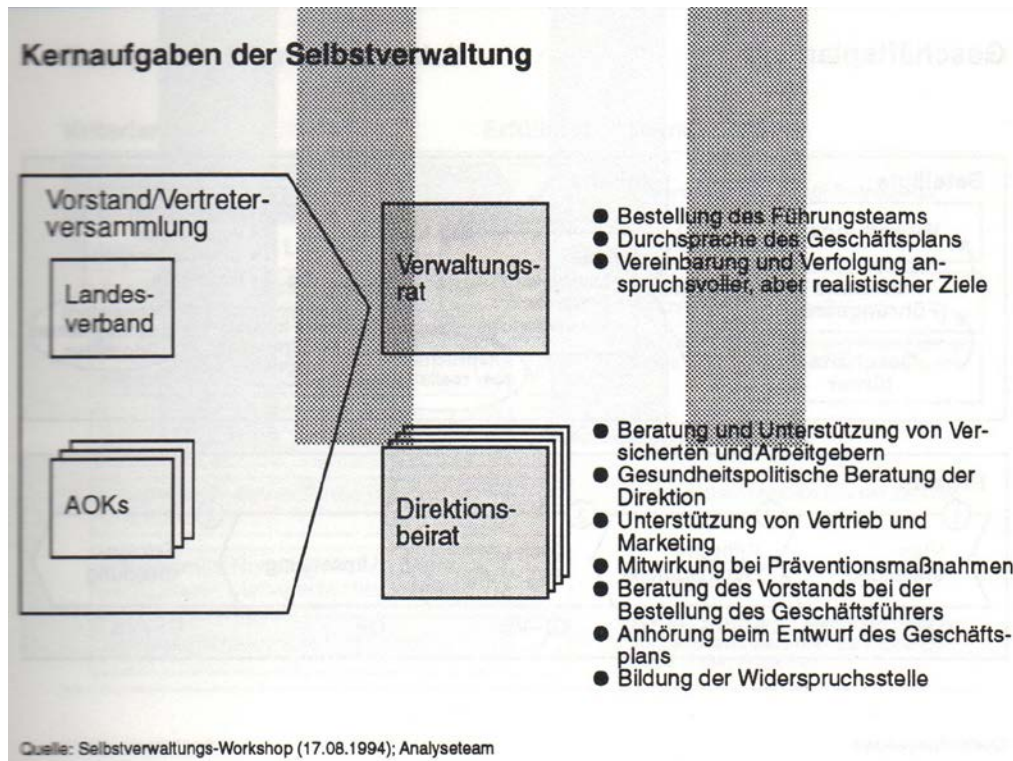 Kernaufgaben der Selbstverwaltung
Vorstand/Vertreter-
versammlung
Landes-
verband
AOKs
Verwaltungs-
rat
● Bestellung des Führungsteams
● Durchsprache des Geschäftsplans
● Vereinbarung und Verfolgung an-
spruchsvoller, aber realistischer Ziele
Direktions-
beirat
● Beratung und Unterstützung von Ver-
sicherten und Arbeitgebern
● Gesundheitspolitische Beratung der
Direktion
● Unterstützung von Vertrieb und
Marketing
● Mitwirkung bei Präventionsmaßnahmen
● Beratung des Vorstands bei der
Bestellung des Geschäftsführers
● Anhörung beim Entwurf des Geschäfts-
plans
● Bildung der Widerspruchsstelle
Quelle: Selbstverwaltungs-Workshop (17.08.1994); Analyseteam